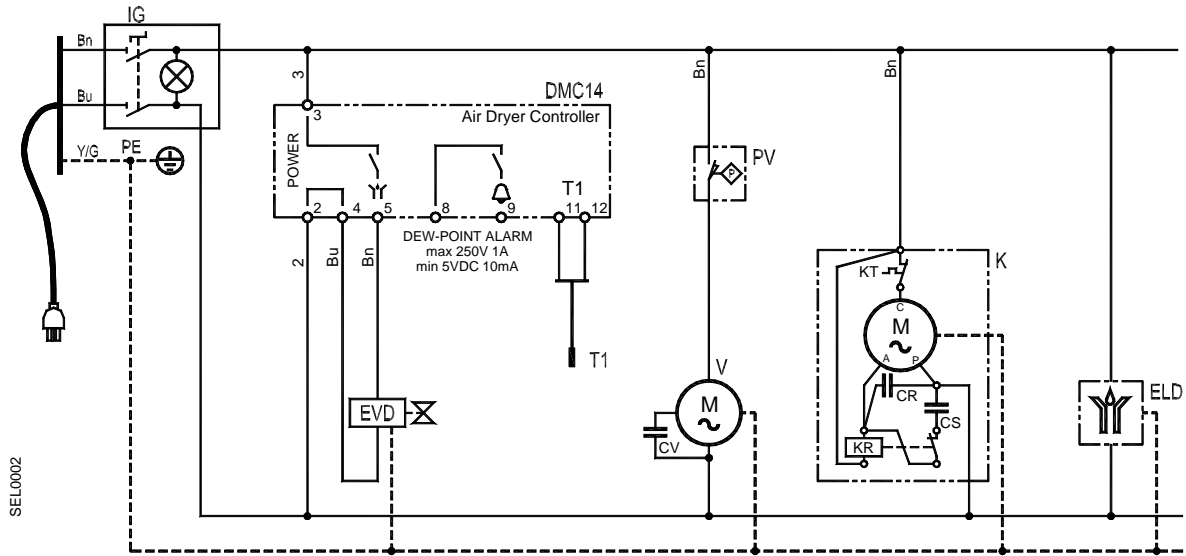 IG
Bn
Bu
Y/G PE
3
3
DMC14
Air Dryer Controller
POWER
T1
2 4 5 8 9 11 12
DEW-POINT ALARM
max 250V 1A
min 5VDC 10mA
2
Bu
Bn
T1
EVD
Bn
PV
P
V
M
CV
Bn
K
KT
C
M
A P
CR
CS
KR
ELD
SEL0002